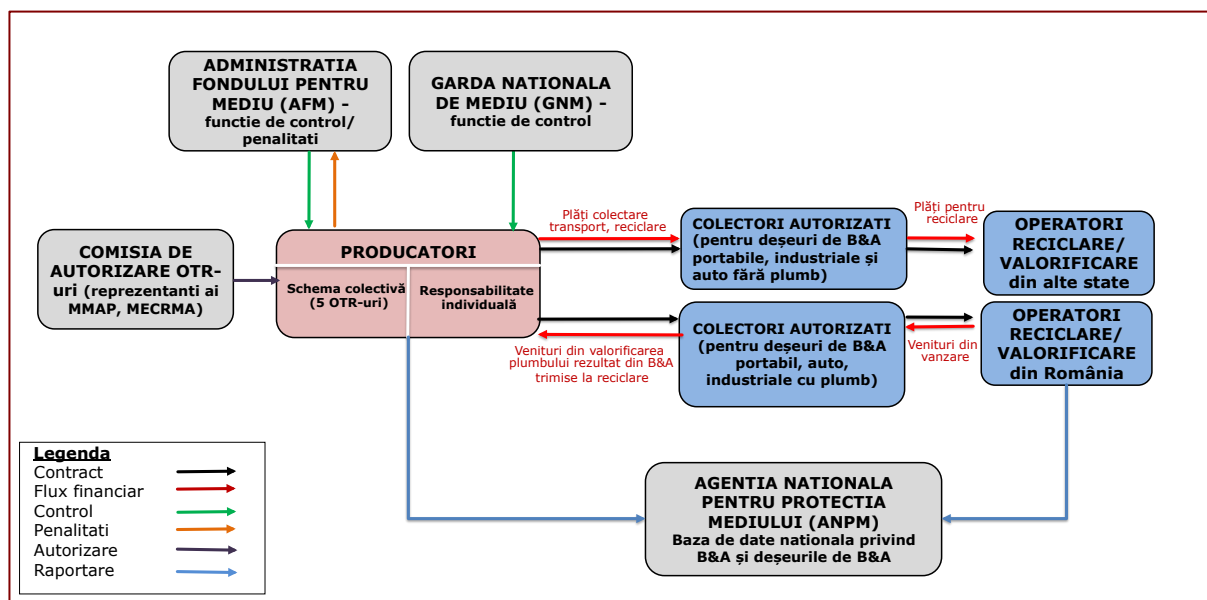 ADMINISTRATIA
FONDULUI PENTRU
MEDIU (AFM) -
functie de control/
penalitati
GARDA NATIONALA
DE MEDIU (GNM) -
functie de control
COMISIA DE
AUTORIZARE OTR-
uri (reprezentanti ai
MMAP, MECRMA)
PRODUCATORI
Schema colectivă
(5 OTR-uri)
Responsabilitate
individuală
Plăți colectare
transport, reciclare
COLECTORI AUTORIZATI
(pentru deșeuri de B&A
portabile, industriale și
auto fără plumb)
Plăți pentru
reciclare
OPERATORI
RECICLARE/
VALORIFICARE
din alte state
Venituri din valorificarea
plumbului rezultat din B&A
trimise la reciclare
COLECTORI AUTORIZATI
(pentru deșeuri de B&A
portabil, auto,
industriale cu plumb)
Venituri din
vanzare
OPERATORI
RECICLARE/
VALORIFICARE
din România
Legenda
Contract
Flux financiar
Control
Penalitati
Autorizare
Raportare
AGENTIA NATIONALA
PENTRU PROTECTIA
MEDIULUI (ANPM)
Baza de date nationala privind
B&A și deșeurile de B&A